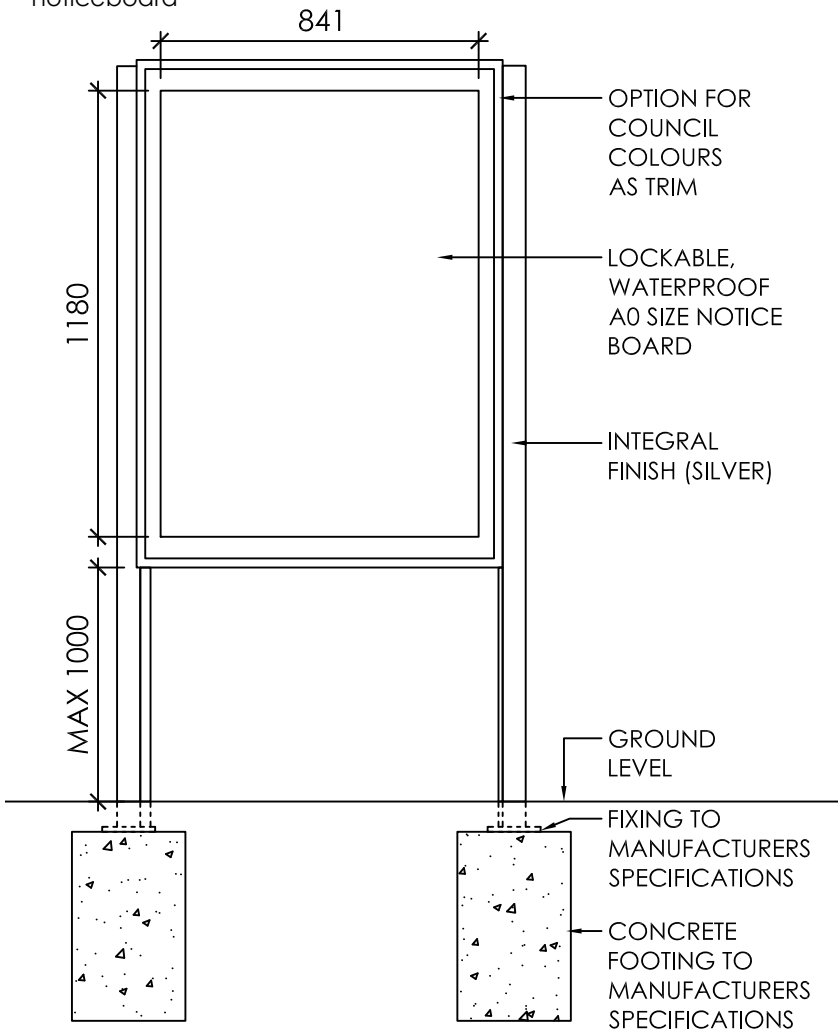 noticeboard
841
OPTION FOR
COUNCIL
COLOURS
AS TRIM
LOCKABLE,
WATERPROOF
A0 SIZE NOTICE
BOARD
1180
INTEGRAL
FINISH (SILVER)
MAX 1000
GROUND
LEVEL
FIXING TO
MANUFACTURERS
SPECIFICATIONS
CONCRETE
FOOTING TO
MANUFACTURERS
SPECIFICATIONS